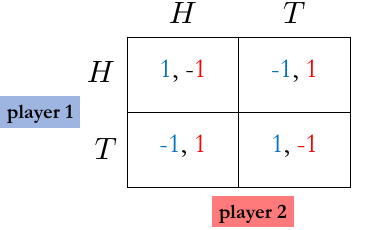 H T
H 1, -1 -1, 1
player 1
T -1, 1 1, -1
player 2